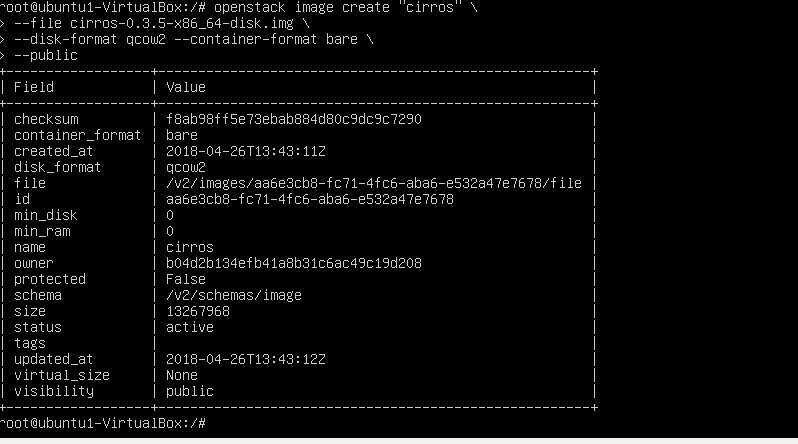 root@ubuntu1-VirtualBox:/# openstack image create "cirros" \
> --file cirros-0.3.5-x86_64-disk.img \
> --disk-format qcow2 --container-format bare \
> --public
+------------------+------------------------------------------------------+
| Field            | Value                                                |
+------------------+------------------------------------------------------+
| checksum         | f8ab98ff5e73ebab884d80c9dc9c7290                     |
| container_format | bare                                                 |
| created_at       | 2018-04-26T13:43:11Z                                 |
| disk_format      | qcow2                                                |
| file             | /v2/images/aa6e3cb8-fc71-4fc6-aba6-e532a47e7678/file |
| id               | aa6e3cb8-fc71-4fc6-aba6-e532a47e7678                 |
| min_disk         | 0                                                    |
| min_ram          | 0                                                    |
| name             | cirros                                               |
| owner            | b04d2b134efb41a8b31c6ac49c19d208                     |
| protected        | False                                                |
| schema           | /v2/schemas/image                                    |
| size             | 13267968                                             |
| status           | active                                               |
| tags             |                                                      |
| updated_at       | 2018-04-26T13:43:12Z                                 |
| virtual_size     | None                                                 |
| visibility       | public                                               |
+------------------+------------------------------------------------------+
root@ubuntu1-VirtualBox:/#